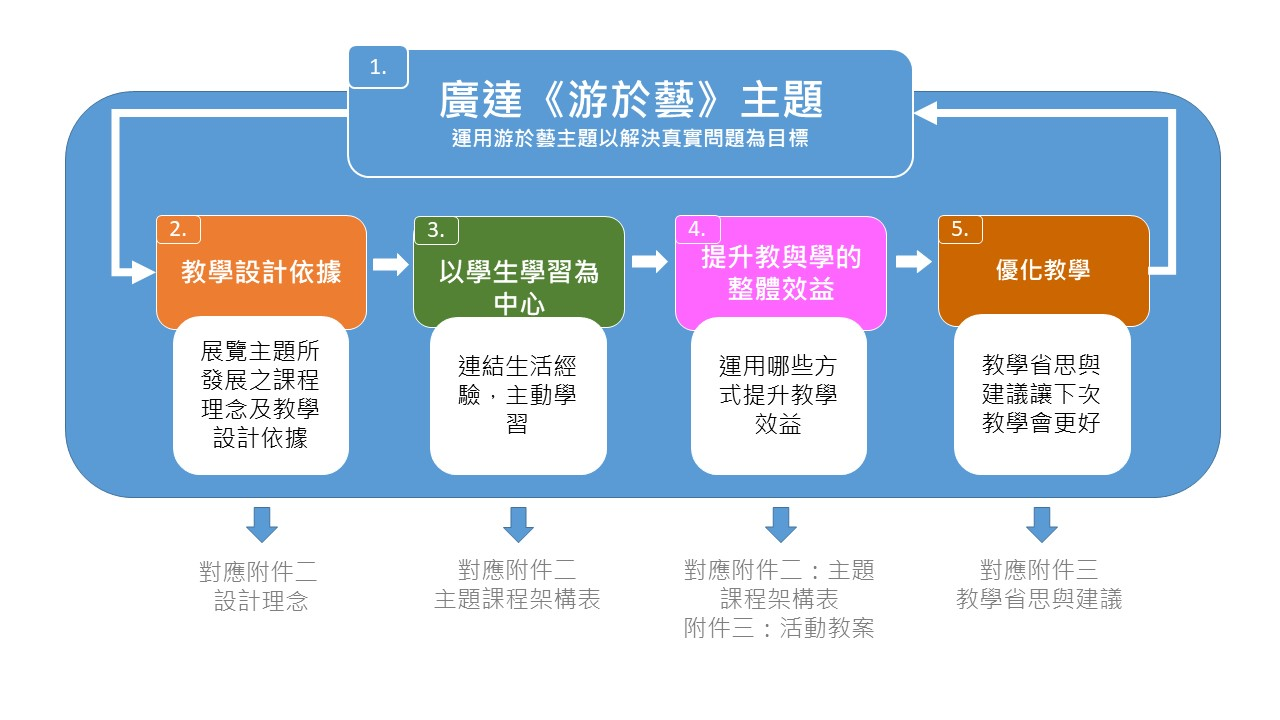 1.
廣達《游於藝》主題
運用游於藝主題以解決真實問題為目標
2.
教學設計依據
展覽主題所
發展之課程
理念及教學
設計依據
對應附件二
設計理念
3.
以學生學習為
中心
連結生活經
驗，主動學
習
對應附件二
主題課程架構表
4.
提升教與學的
整體效益
運用哪些方
式提升教學
效益
對應附件二：主題
課程架構表
附件三：活動教案
5.
優化教學
教學省思與
建議讓下次
教學會更好
對應附件三
教學省思與建議